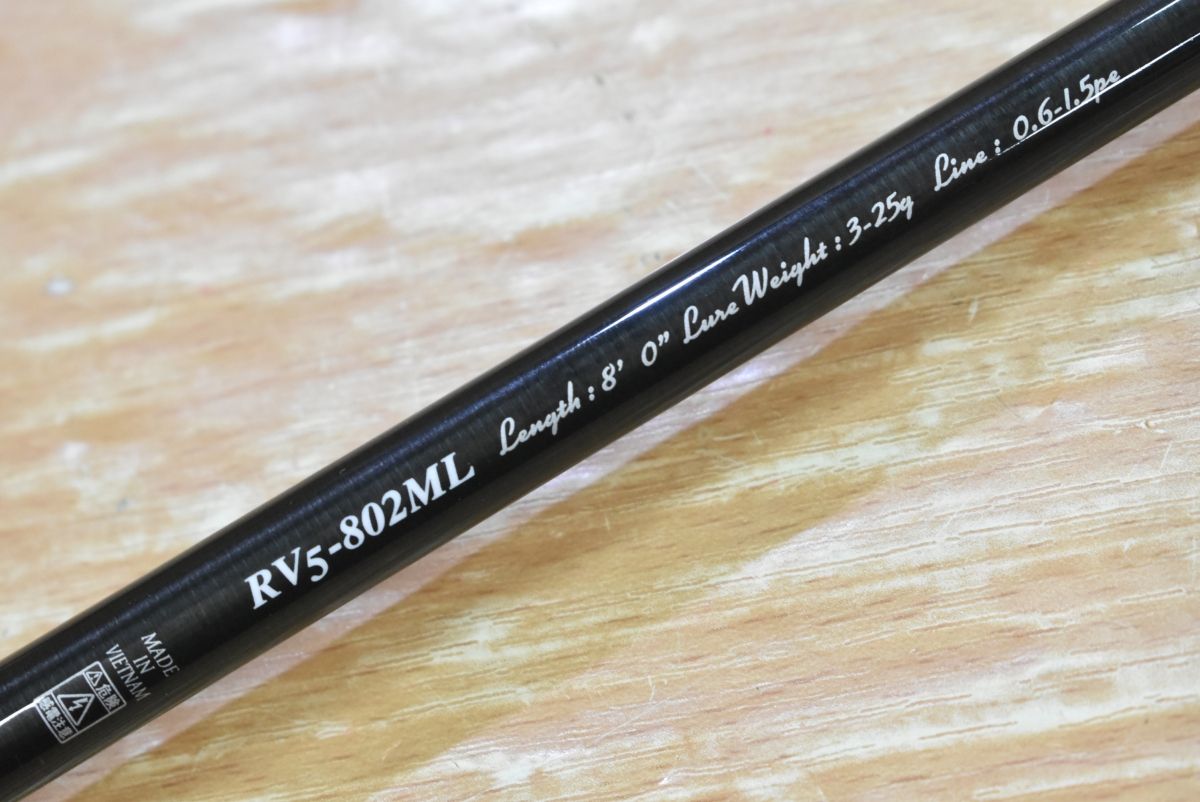 RV5-802ML Length : 8' 0" Lure Weight : 3-25g Line : 0.6-1.5pe
MADE
IN
VIETNAM
危険
感電注意